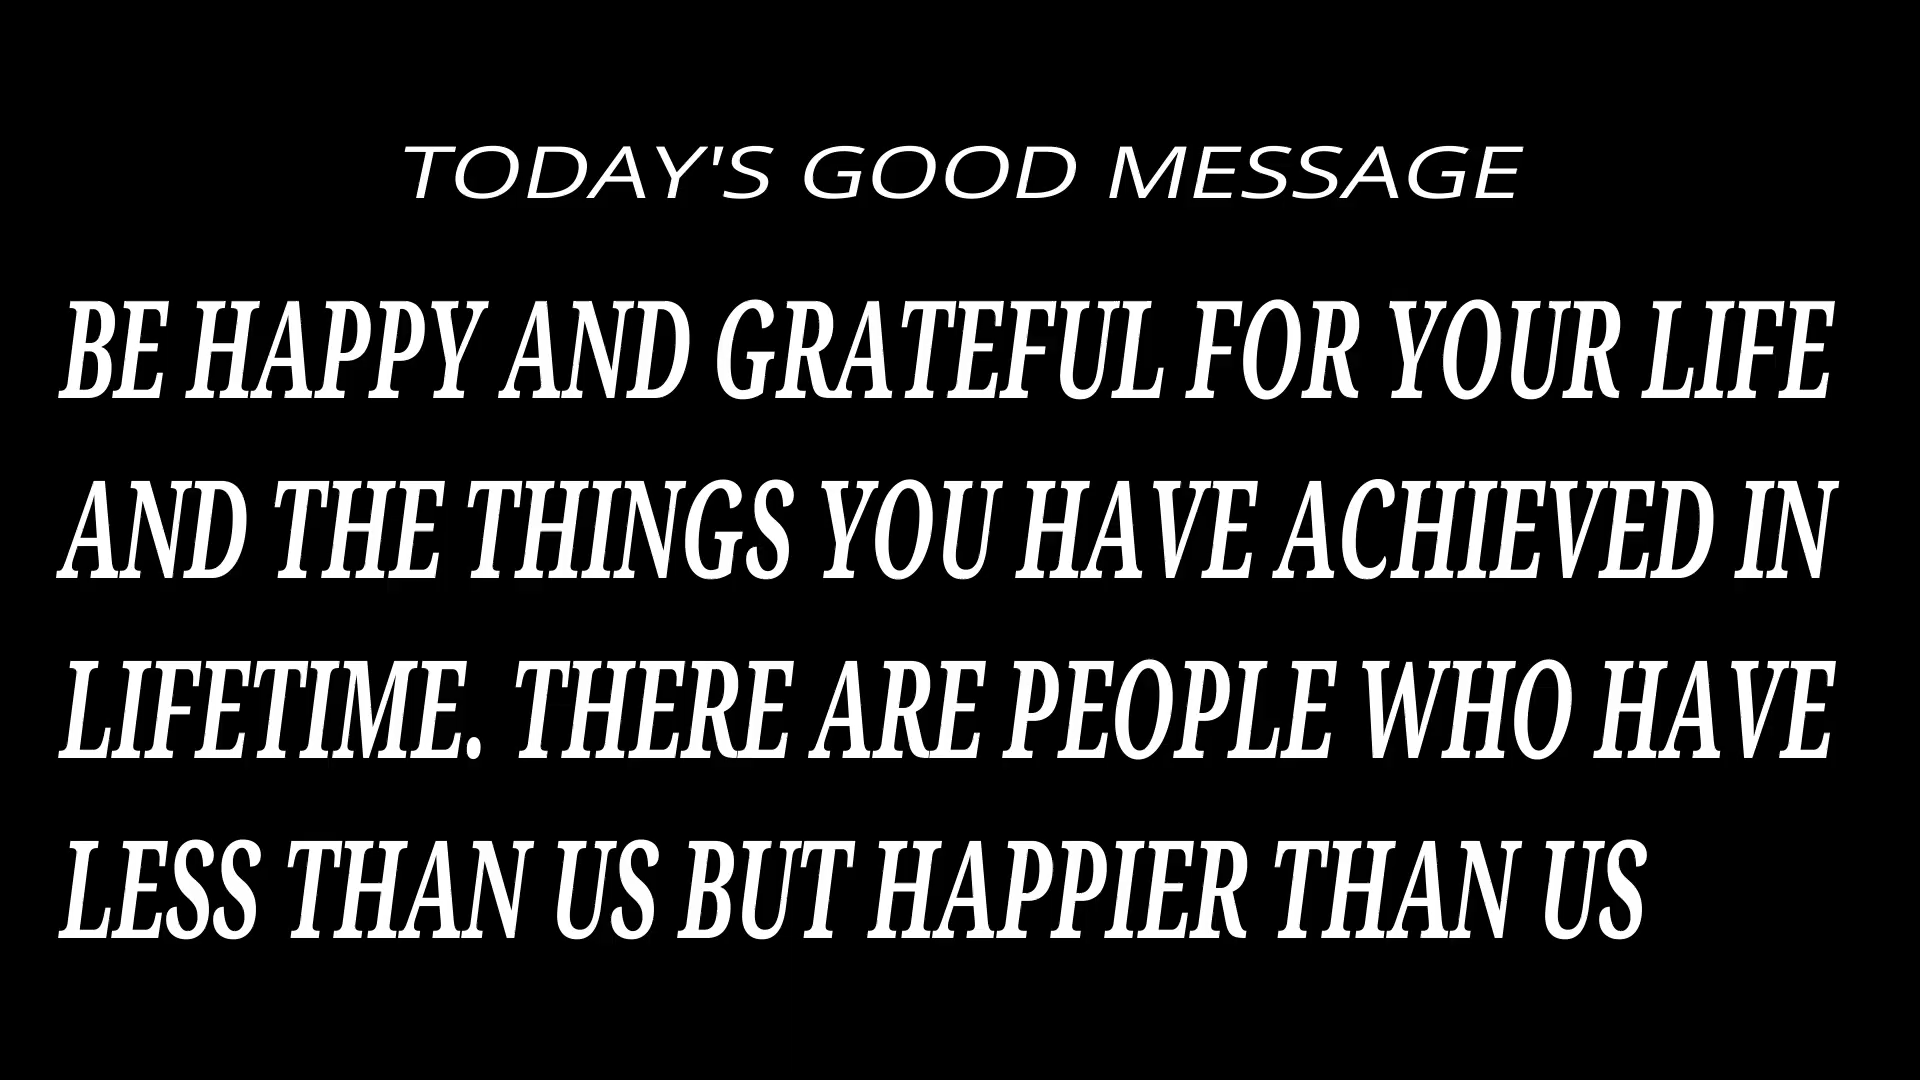 TODAY'S GOOD MESSAGE
BE HAPPY AND GRATEFUL FOR YOUR LIFE
AND THE THINGS YOU HAVE ACHIEVED IN
LIFETIME. THERE ARE PEOPLE WHO HAVE
LESS THAN US BUT HAPPIER THAN US